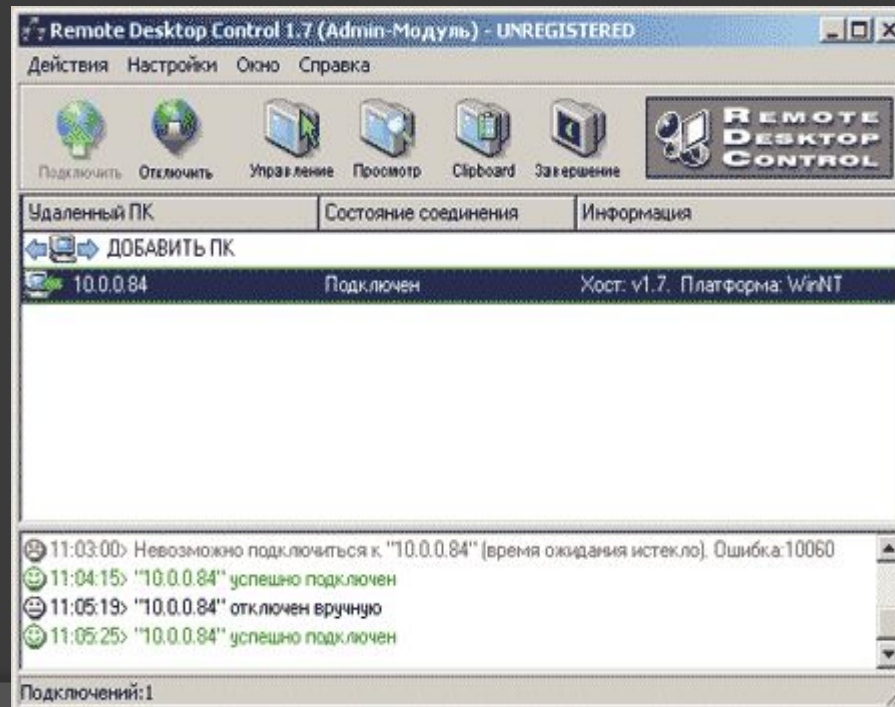 Remote Desktop Control 1.7 (Admin-Модуль) - UNREGISTERED
Действия Настройки Окно Справка
Подключить Отключить Управление Просмотр Clipboard Завершение
REMOTE
DESKTOP
CONTROL
Удаленный ПК Состояние соединения Информация
ДОБАВИТЬ ПК
10.0.0.84 Подключен Хост: v1.7. Платформа: WinNT
11:03:00> Невозможно подключиться к "10.0.0.84" (время ожидания истекло). Ошибка:10060
11:04:15> "10.0.0.84" успешно подключен
11:05:19> "10.0.0.84" отключен вручную
11:05:25> "10.0.0.84" успешно подключен
Подключений:1